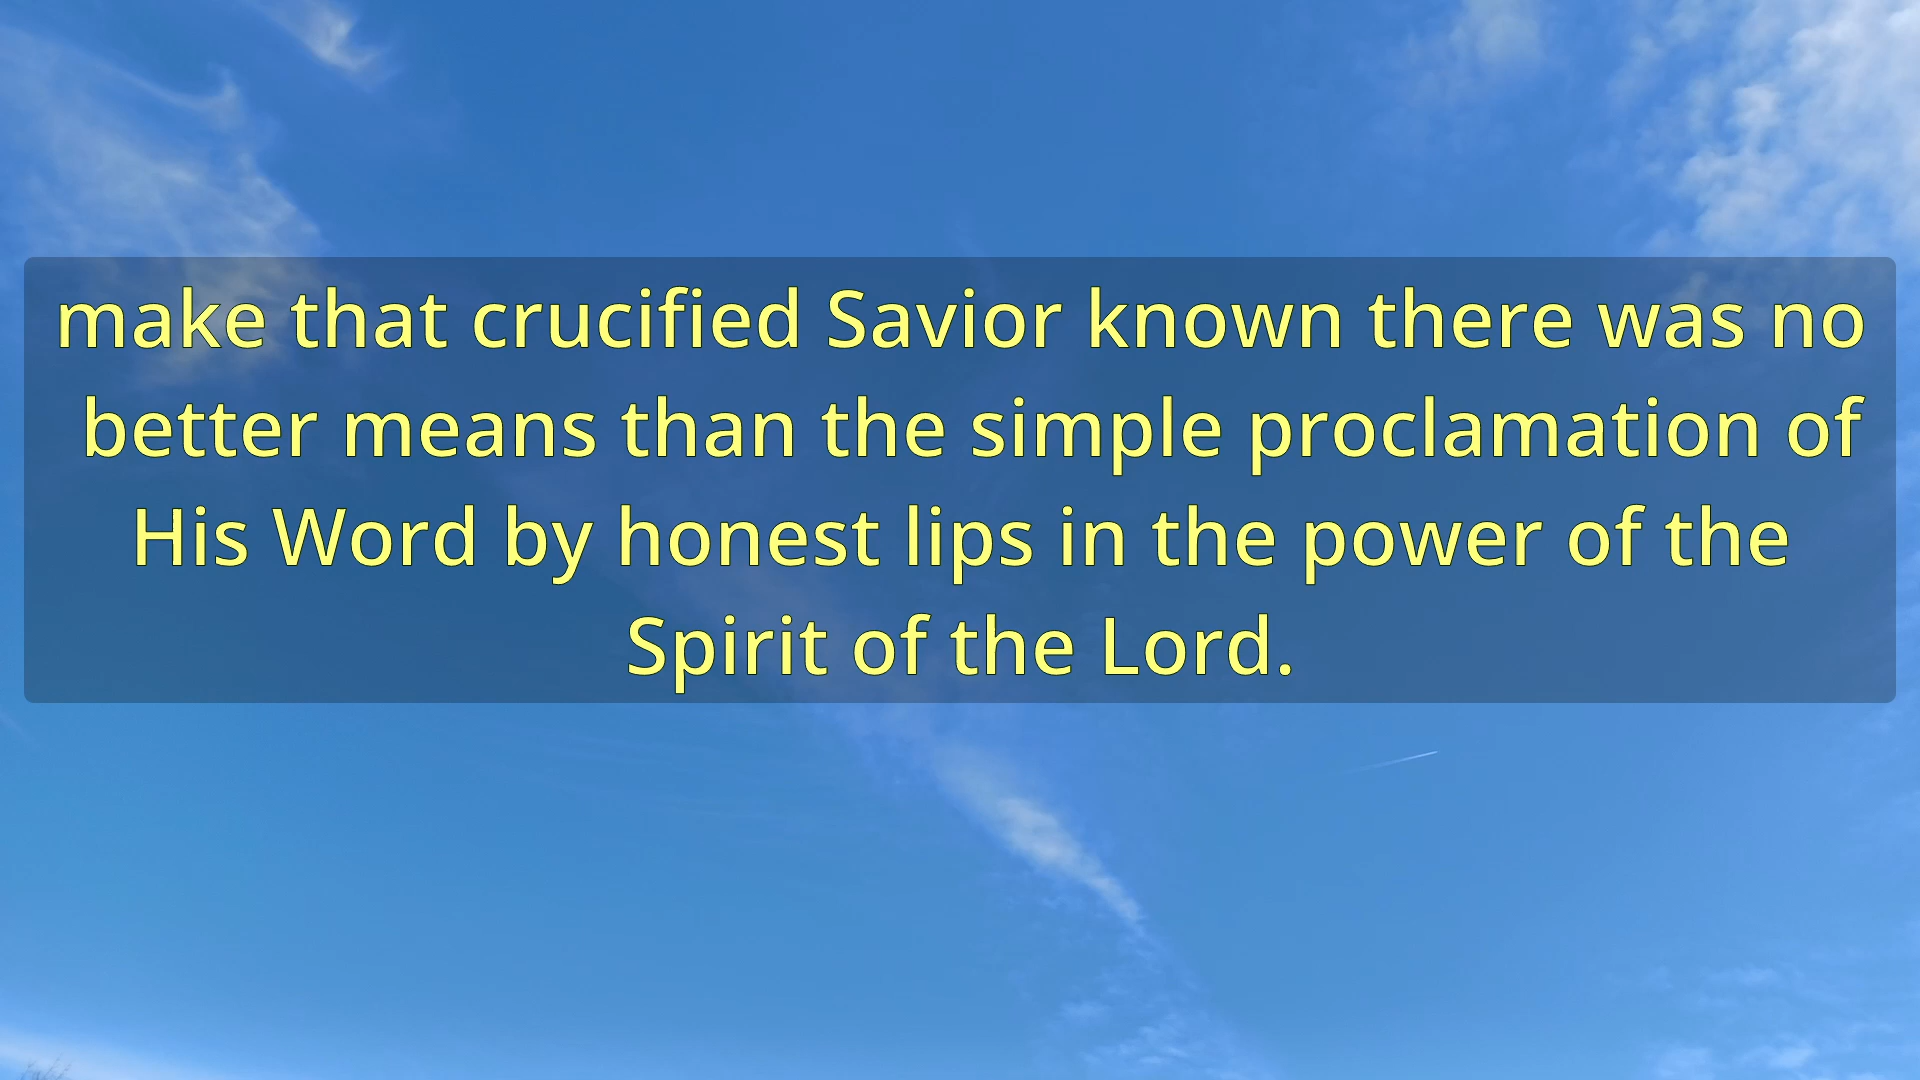 make that crucified Savior known there was no
better means than the simple proclamation of
His Word by honest lips in the power of the
Spirit of the Lord.